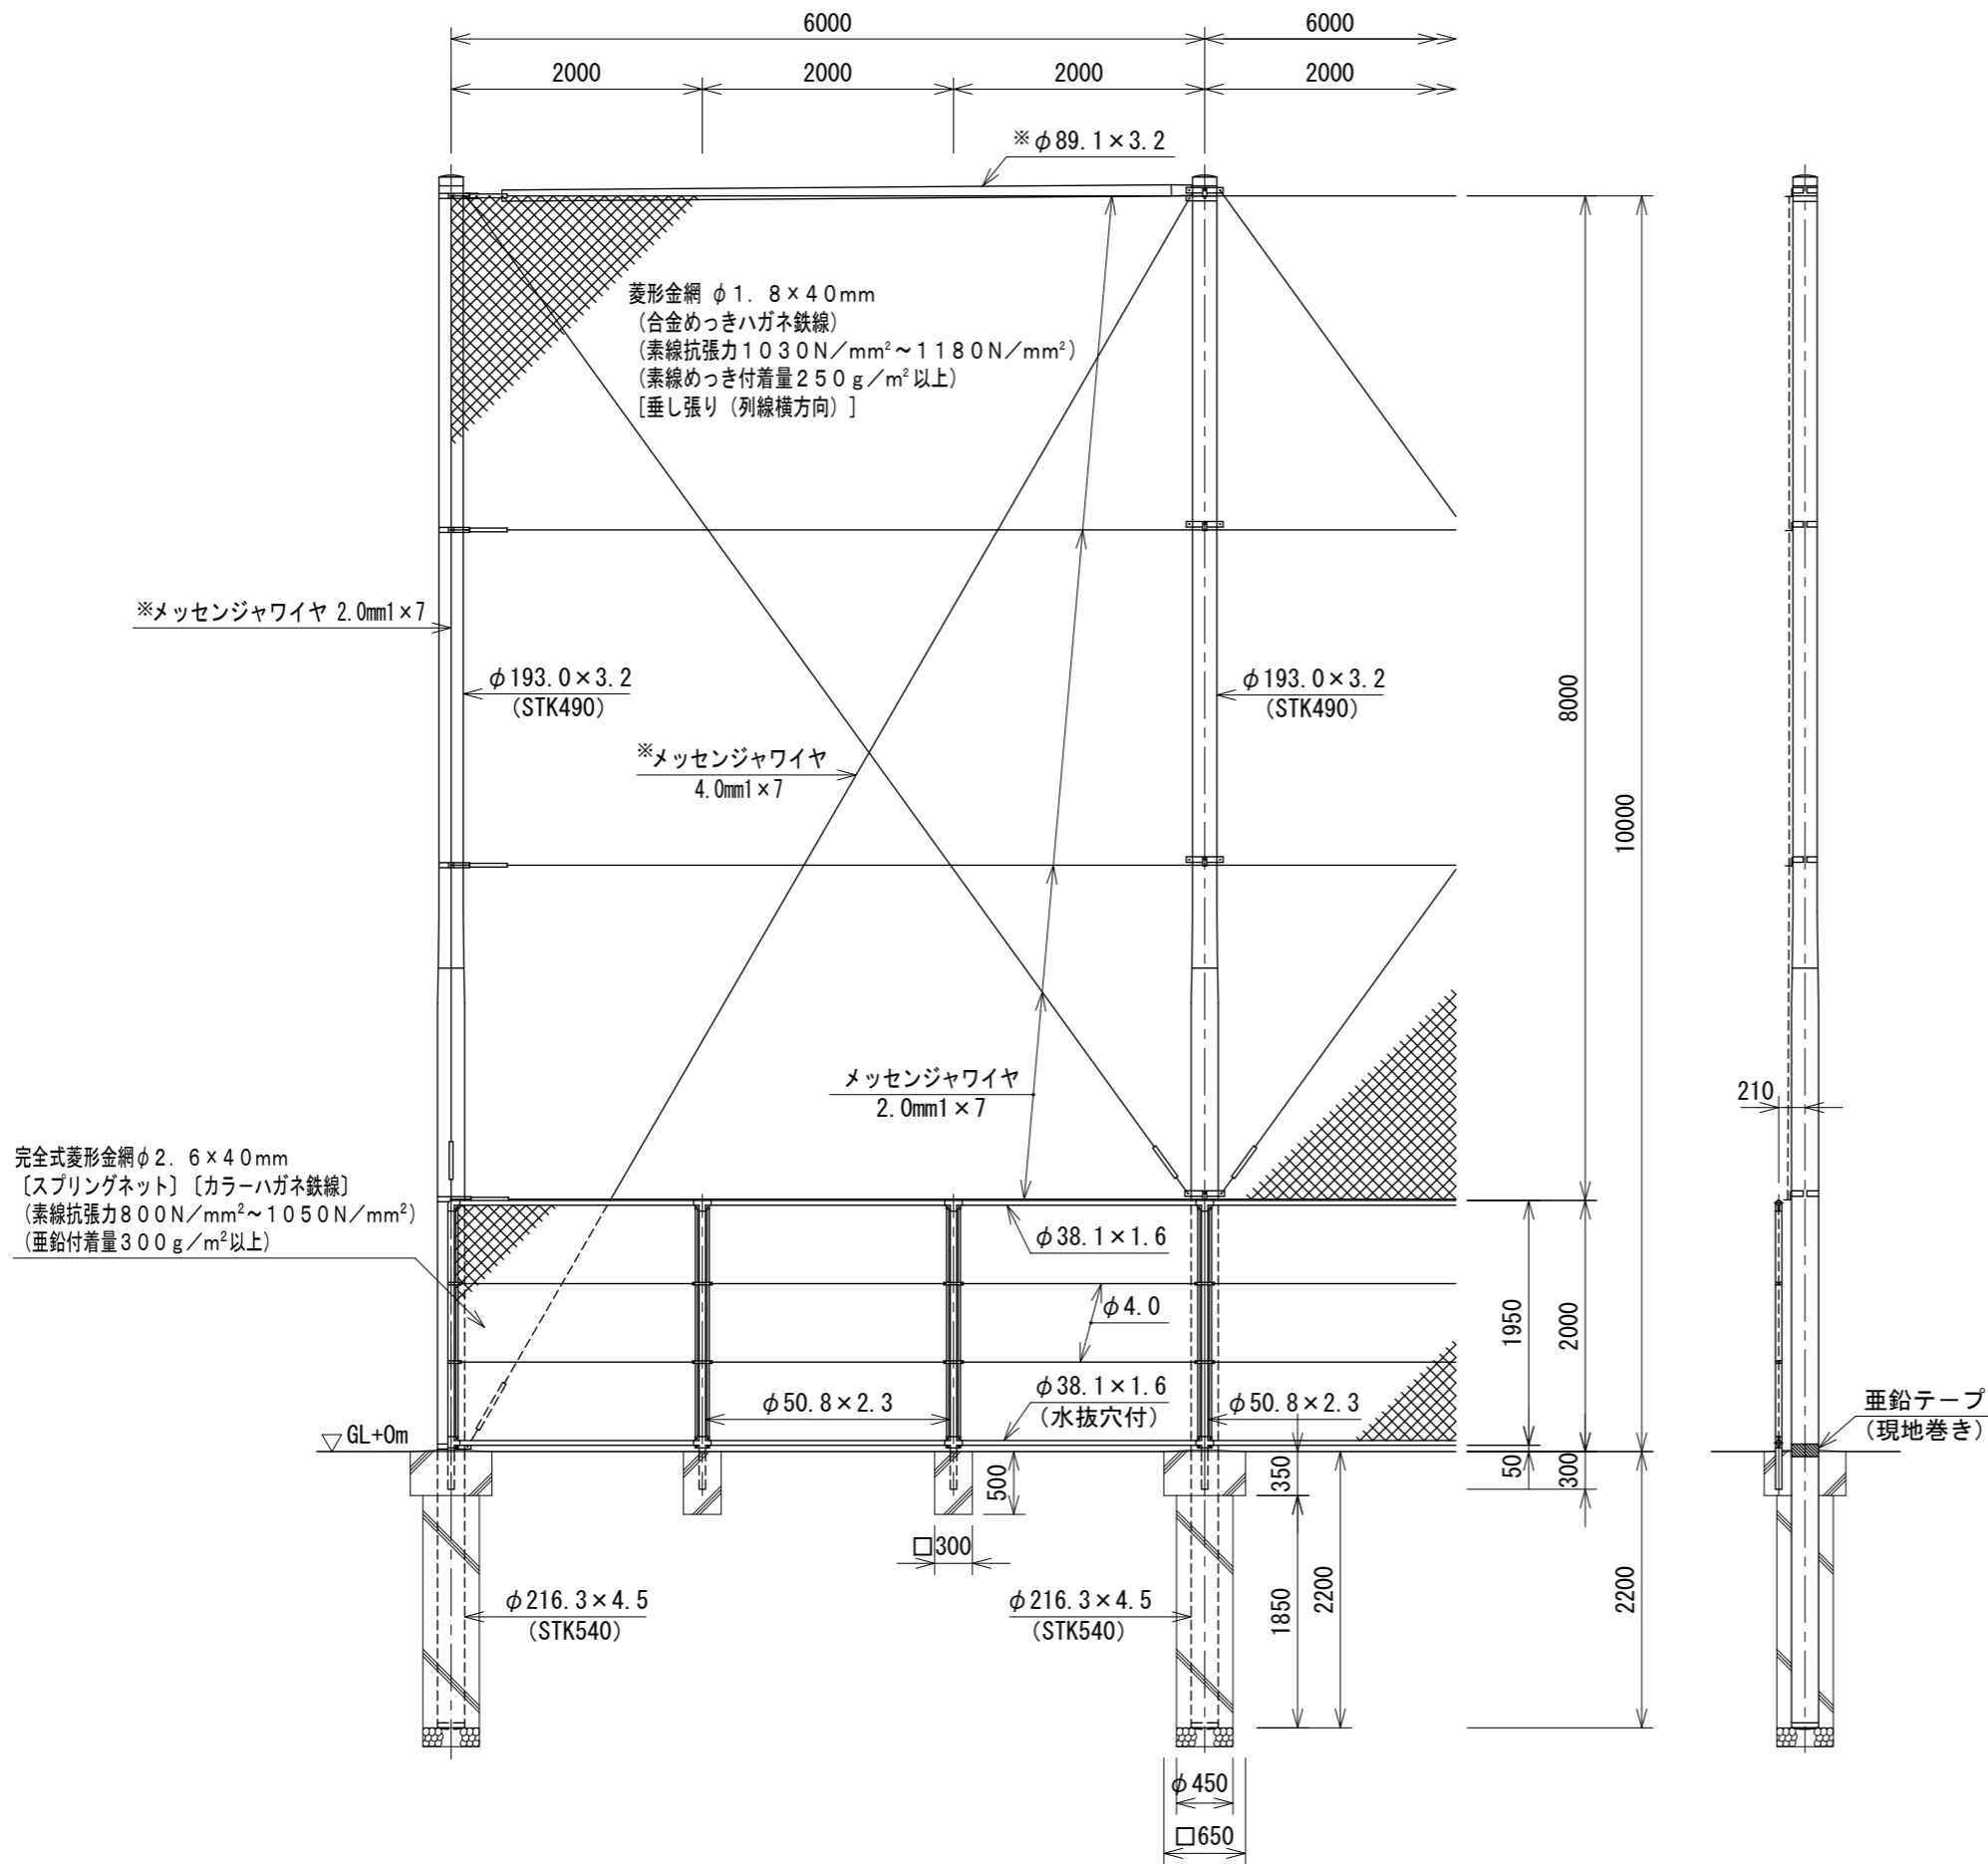 6000
6000
2000
2000
2000
2000
※φ89.1×3.2
菱形金網 φ1.8×40mm
(合金めっきハガネ鉄線)
(素線抗張力1030N/mm²~1180N/mm²)
(素線めっき付着量250g/m²以上)
[垂し張り(列線横方向)]
※メッセンジャワイヤ 2.0mm1×7
φ193.0×3.2
(STK490)
φ193.0×3.2
(STK490)
8000
10000
※メッセンジャワイヤ
4.0mm1×7
メッセンジャワイヤ
2.0mm1×7
210
完全式菱形金網φ2.6×40mm
〔スプリングネット〕〔カラーハガネ鉄線〕
(素線抗張力800N/mm²~1050N/mm²)
(亜鉛付着量300g/m²以上)
φ38.1×1.6
φ4.0
1950
2000
φ50.8×2.3
φ38.1×1.6
(水抜穴付)
φ50.8×2.3
亜鉛テープ
(現地巻き)
▽GL+0m
500
350
50
300
□300
φ216.3×4.5
(STK540)
φ216.3×4.5
(STK540)
1850
2200
2200
φ450
□650